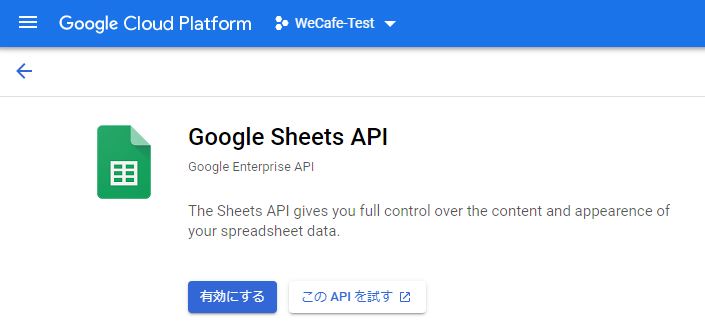 Google Cloud Platform
WeCafe-Test
Google Sheets API
Google Enterprise API
The Sheets API gives you full control over the content and appearence of
your spreadsheet data.
有効にする
この API を試す